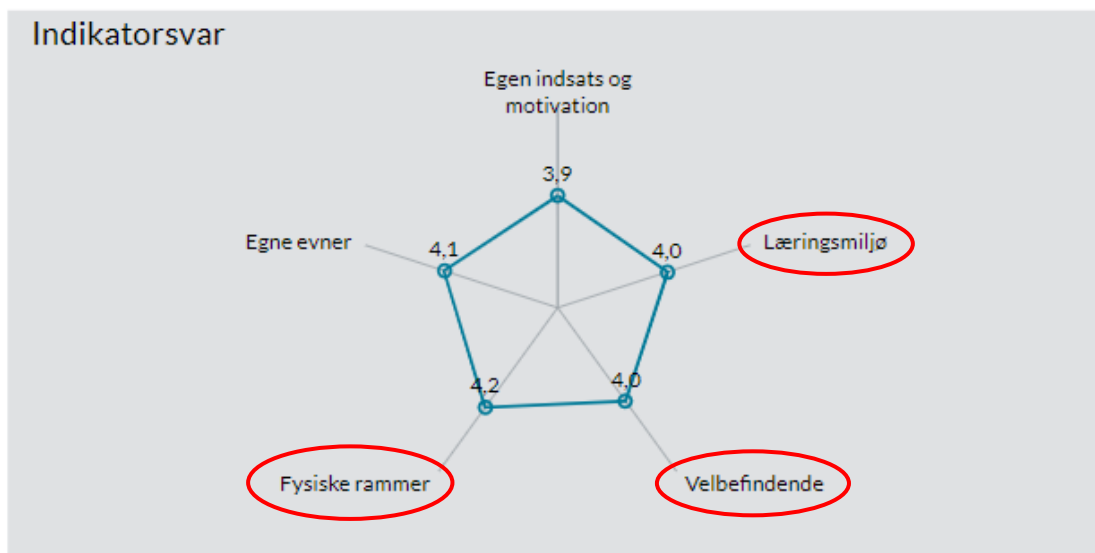 Indikatorsvar
Egen indsats og
motivation
3,9
Egne evner
4,1
4,0
Læringsmiljø
4,2
4,0
Fysiske rammer
Velbefindende